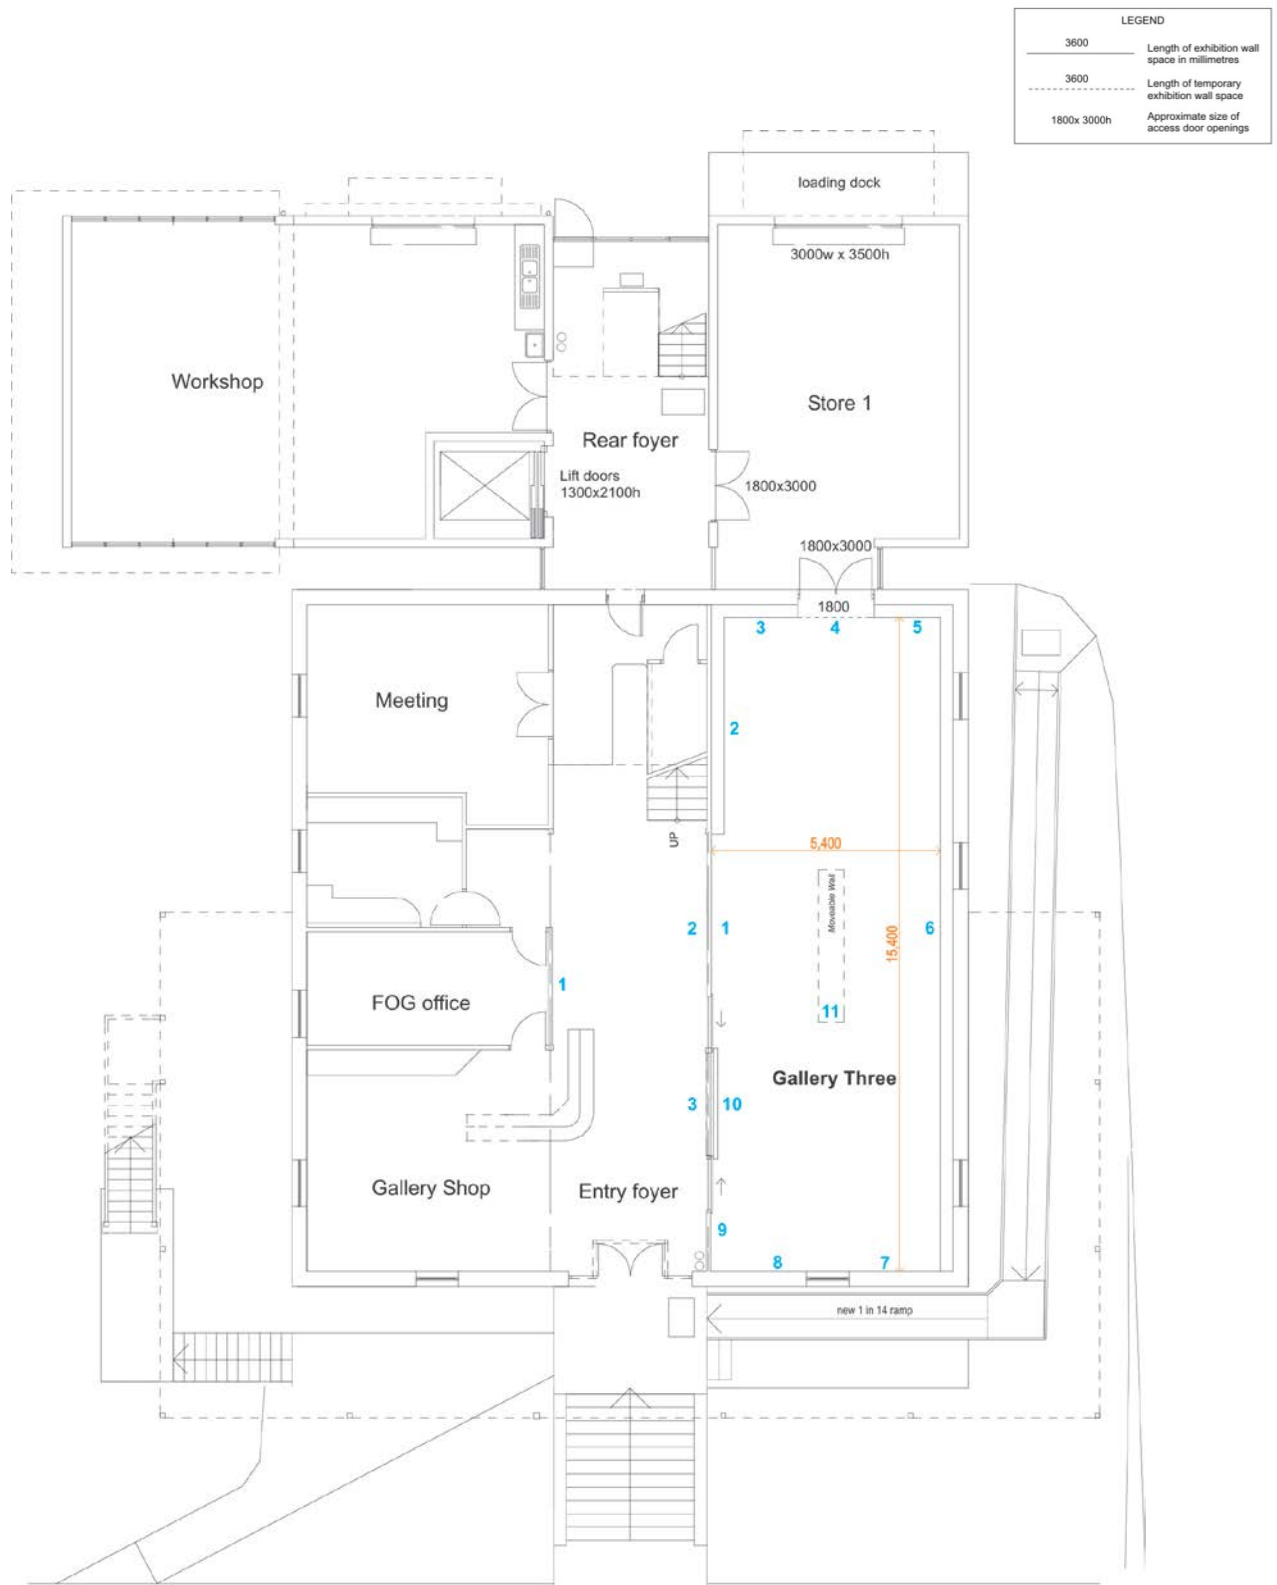 LEGEND
3600
Length of exhibition wall
space in millimetres
3600
Length of temporary
exhibition wall space
1800x 3000h
Approximate size of
access door openings
loading dock
3000w x 3500h
Workshop
Store 1
Rear foyer
Lift doors
1300x2100h
1800x3000
1800x3000
1800
3
4
5
Meeting
2
UP
5,400
Moveable Wall
2
1
6
15,400
1
FOG office
11
Gallery Three
3
10
Gallery Shop
Entry foyer
9
8
7
new 1 in 14 ramp